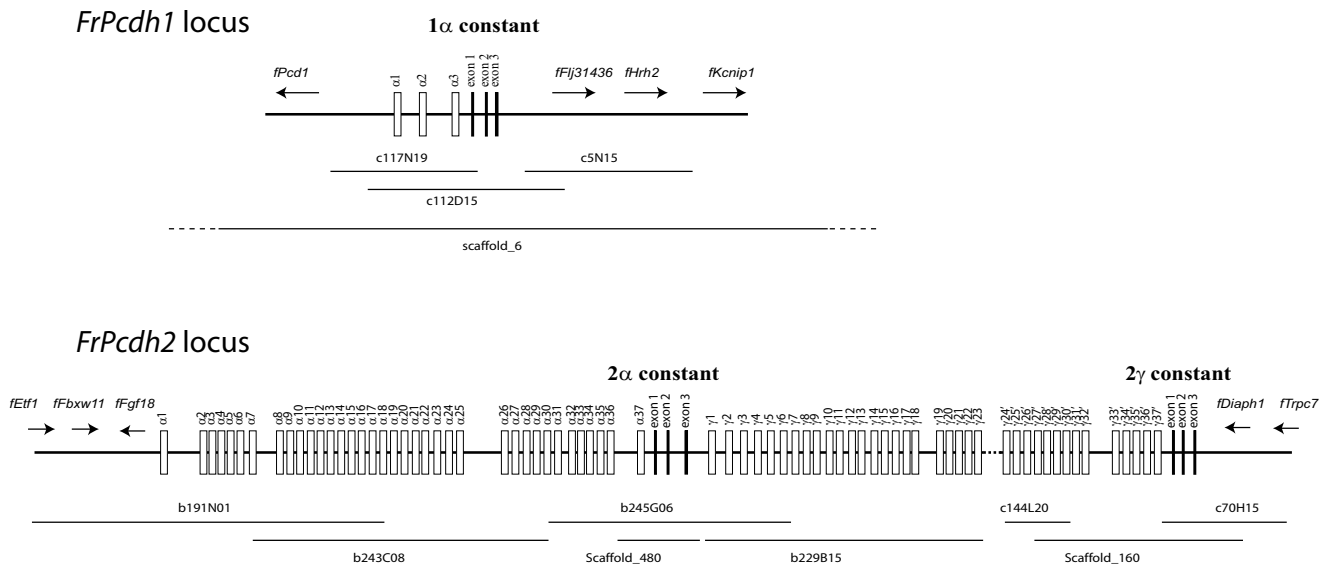 FrPcdh1 locus
1α constant
fPcd1 α1 α2 α3 exon 1 exon 2 exon 3 fFlj31436 fHrh2 fKcnip1
c117N19 c5N15
c112D15
scaffold_6
FrPcdh2 locus
2α constant 2γ constant
fEtf1 fFbxw11 fFgf18 α1 α2 α3 α4 α5 α6 α7 α8 α9 α10 α11 α12 α13 α14 α15 α16 α17 α18 α19 α20 α21 α22 α23 α24 α25 α26 α27 α28 α29 α30 α31 α32 α33 α34 α35 α36 α37 exon 1 exon 2 exon 3 γ1 γ2 γ3 γ4 γ5 γ6 γ7 γ8 γ9 γ10 γ11 γ12 γ13 γ14 γ15 γ16 γ17 γ18 γ19 γ20 γ21 γ22 γ23 γ24' γ25' γ26' γ27' γ28' γ29' γ30' γ31' γ32' γ33' γ34' γ35' γ36' γ37' exon 1 exon 2 exon 3 fDiaph1 fTrpc7
b191N01 b245G06 c144L20 c70H15
b243C08 Scaffold_480 b229B15 Scaffold_160